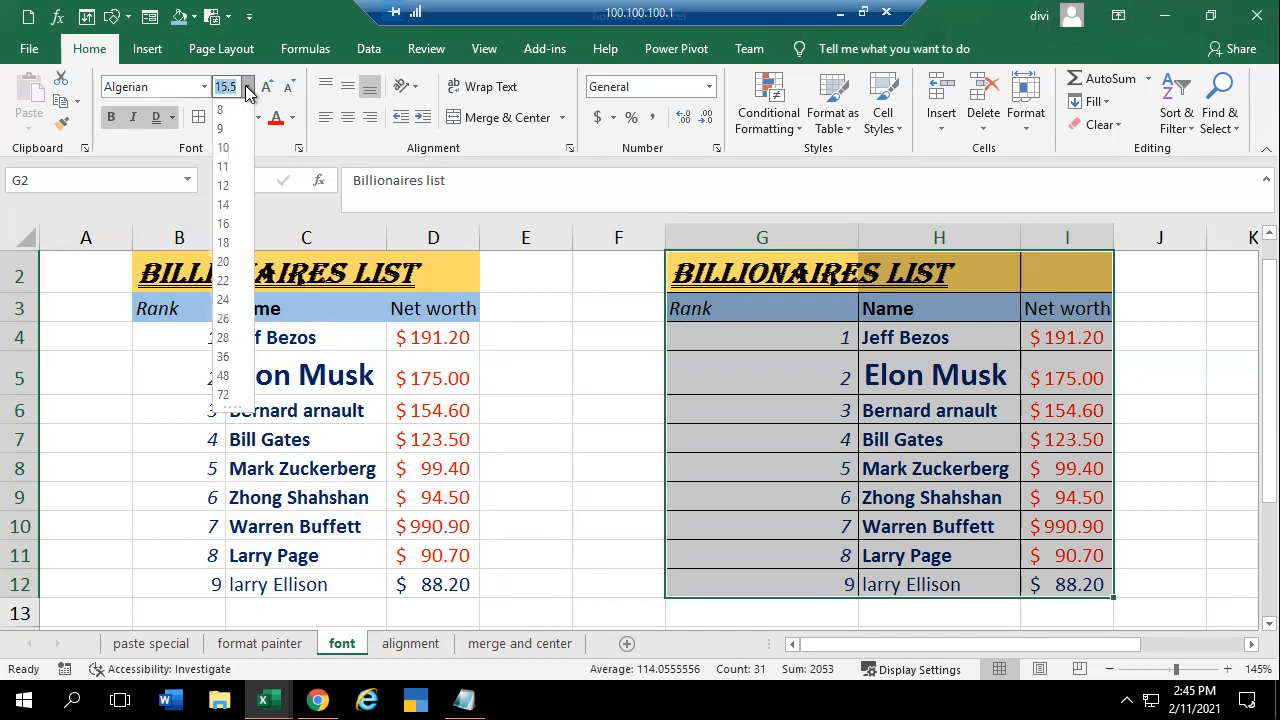 100.100.100.1
divi
File Home Insert Page Layout Formulas Data Review View Add-ins Help Power Pivot Team Tell me what you want to do Share
Algerian 15.5 Wrap Text General AutoSum
Paste B I D A Merge & Center $ % Conditional Formatting Format as Table Cell Styles Insert Delete Format Fill Sort & Filter Find & Select
Clear
Clipboard Font Alignment Number Styles Cells Editing
G2 fx Billionaires list
8
9
10
11
12
14
16
18
20
22
24
26
28
36
48
72
A B C D E F G H I J K
2 BILL AIRES LIST BILLIONAIRES LIST
3 Rank me Net worth Rank Name Net worth
4 1 ff Bezos $ 191.20 1 Jeff Bezos $ 191.20
5 2 on Musk $ 175.00 2 Elon Musk $ 175.00
6 3 Bernard arnault $ 154.60 3 Bernard arnault $ 154.60
7 4 Bill Gates $ 123.50 4 Bill Gates $ 123.50
8 5 Mark Zuckerberg $ 99.40 5 Mark Zuckerberg $ 99.40
9 6 Zhong Shahshan $ 94.50 6 Zhong Shahshan $ 94.50
10 7 Warren Buffett $ 990.90 7 Warren Buffett $ 990.90
11 8 Larry Page $ 90.70 8 Larry Page $ 90.70
12 9 larry Ellison $ 88.20 9 larry Ellison $ 88.20
13
paste special format painter font alignment merge and center
Ready Accessibility: Investigate Average: 114.0555556 Count: 31 Sum: 2053 Display Settings 145%
2:45 PM
2/11/2021